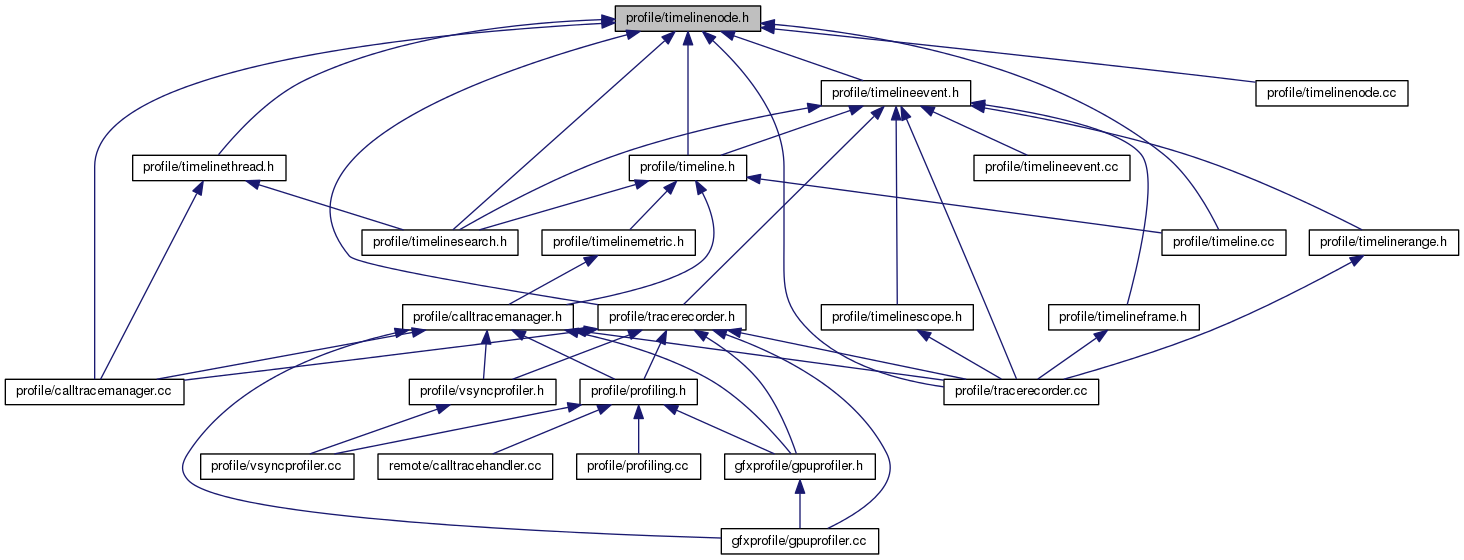 profile/timelinenode.h
profile/timelineevent.h
profile/timelinenode.cc
profile/timelinethread.h
profile/timeline.h
profile/timelineevent.cc
profile/timelinesearch.h
profile/timelinemetric.h
profile/timeline.cc
profile/timelinerange.h
profile/calltracemanager.h
profile/tracerecorder.h
profile/timelinescope.h
profile/timelineframe.h
profile/calltracemanager.cc
profile/vsyncprofiler.h
profile/profiling.h
profile/tracerecorder.cc
profile/vsyncprofiler.cc
remote/calltracehandler.cc
profile/profiling.cc
gfxprofile/gpuprofiler.h
gfxprofile/gpuprofiler.cc